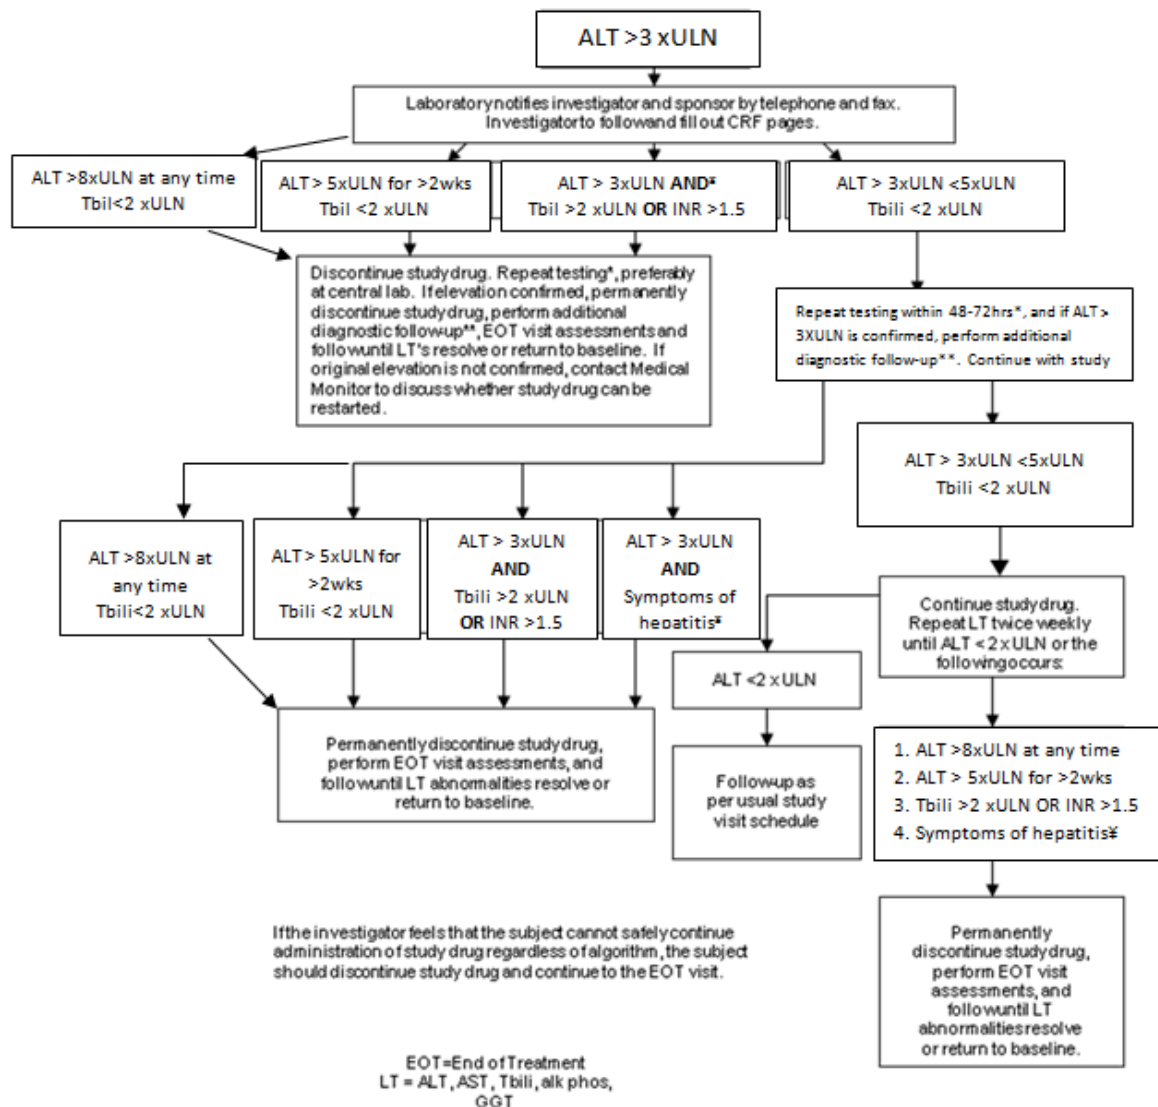 ALT >3 xULN
Laboratory notifies investigator and sponsor by telephone and fax.
Investigator to follow and fill out CRF pages.
ALT >8xULN at any time
Tbil<2 xULN
ALT > 5xULN for >2wks
Tbil <2 xULN
ALT > 3xULN AND¥
Tbil >2 xULN OR INR >1.5
ALT > 3xULN <5xULN
Tbili <2 xULN
Discontinue study drug. Repeat testing*, preferably
at central lab. If elevation confirmed, permanently
discontinue study drug, perform additional
diagnostic follow-up**, EOT visit assessments and
follow until LT's resolve or return to baseline. If
original elevation is not confirmed, contact Medical
Monitor to discuss whether study drug can be
restarted.
Repeat testing within 48-72hrs*, and if ALT >
3XULN is confirmed, perform additional
diagnostic follow-up**. Continue with study
ALT > 3xULN <5xULN
Tbili <2 xULN
ALT >8xULN at
any time
Tbili<2 xULN
ALT > 5xULN for
>2wks
Tbili <2 xULN
ALT > 3xULN
AND
Tbili >2 xULN
OR INR >1.5
ALT > 3xULN
AND
Symptoms of
hepatitis¥
Continue study drug.
Repeat LT twice weekly
until ALT <2 x ULN or the
following occurs:
ALT <2 x ULN
Permanently discontinue study drug,
perform EOT visit assessments, and
follow until LT abnormalities resolve or
return to baseline.
Follow-up as
per usual study
visit schedule
1. ALT >8xULN at any time
2. ALT > 5xULN for >2wks
3. Tbili >2 xULN OR INR >1.5
4. Symptoms of hepatitis¥
Permanently
discontinue study drug,
perform EOT visit
assessments, and
follow until LT
abnormalities resolve
or return to baseline.
If the investigator feels that the subject cannot safely continue
administration of study drug regardless of algorithm, the subject
should discontinue study drug and continue to the EOT visit.
EOT=End of Treatment
LT = ALT, AST, Tbili, alk phos,
GGT